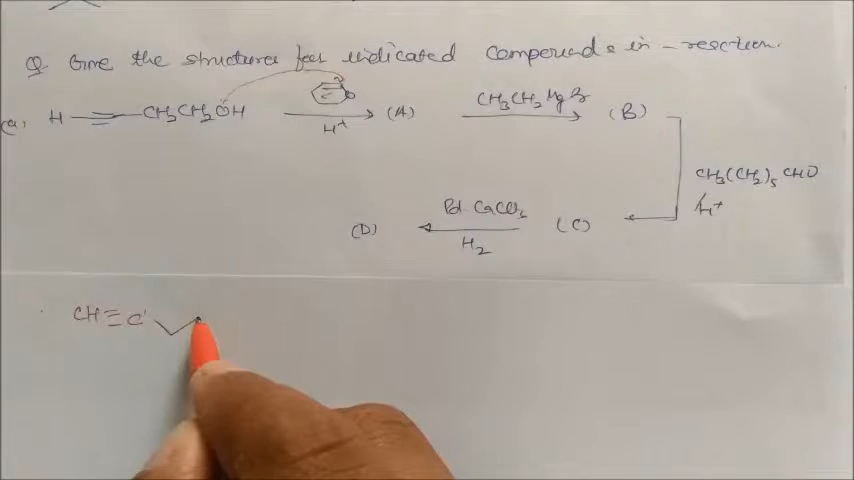 Q Give the structures for indicated compounds in reaction.
(a) H ≡ CH2CH2OH H+ (A) CH3CH2MgBr (B)
CH3(CH2)5CHO
H+
(D) Pd-CaCO3 H2 (C)
CH≡C